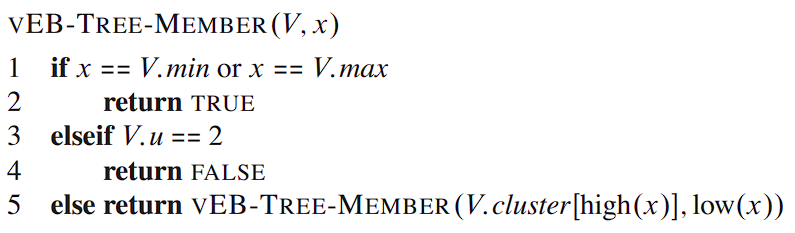 VEB-TREE-MEMBER(V, x)
1 if x == V.min or x == V.max
2 return TRUE
3 elseif V.u == 2
4 return FALSE
5 else return VEB-TREE-MEMBER(V.cluster[high(x)], low(x))